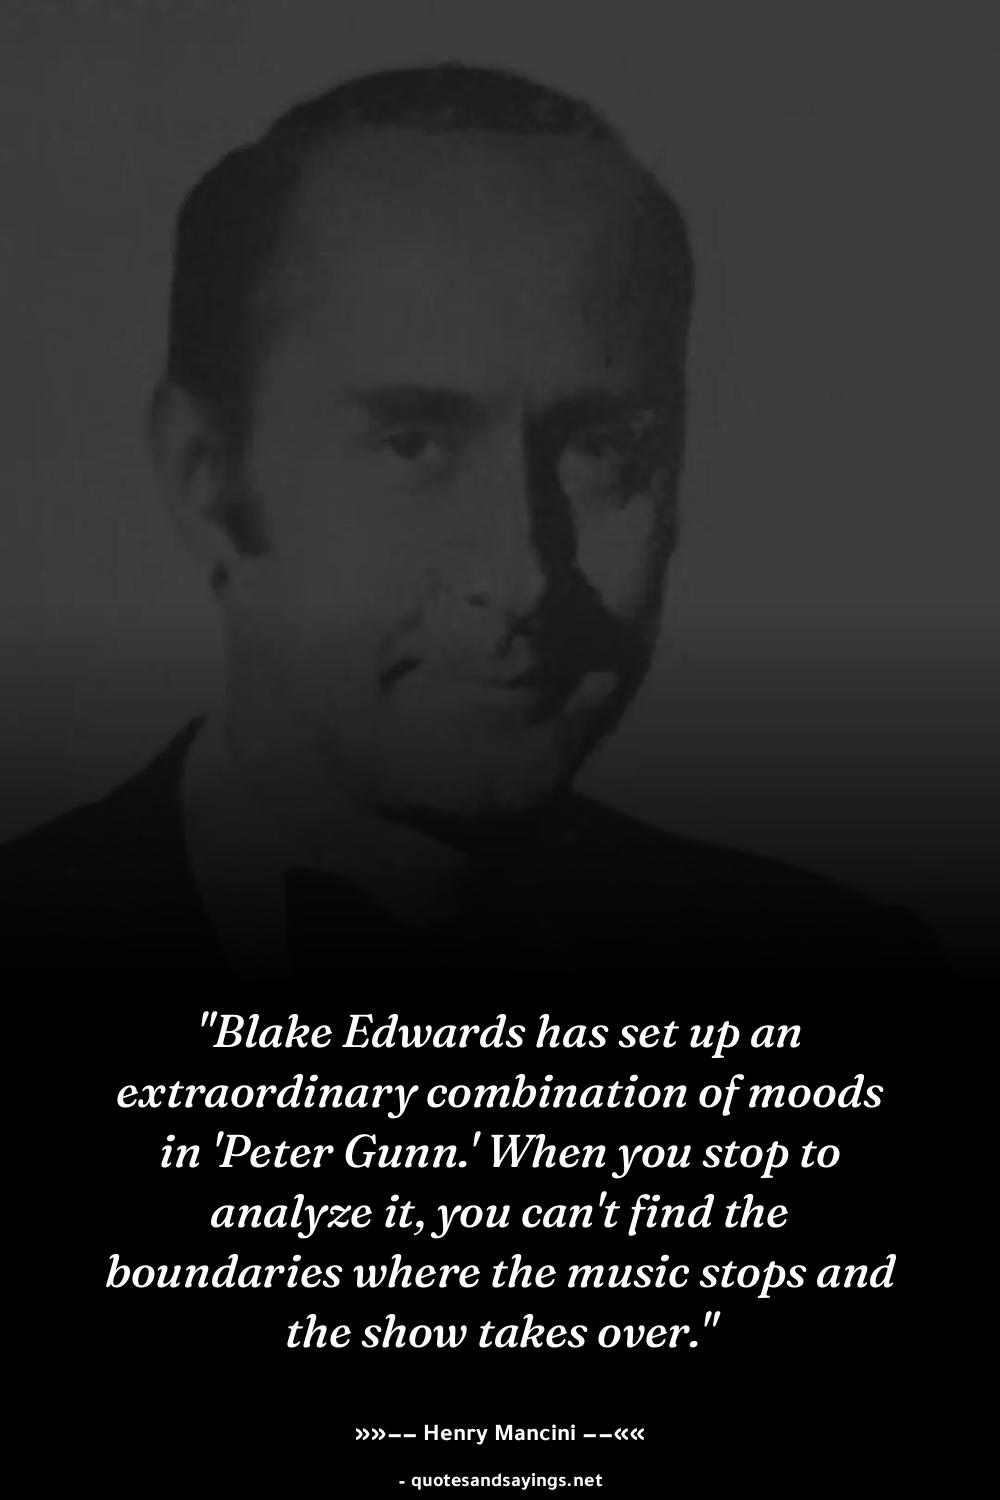 "Blake Edwards has set up an
extraordinary combination of moods
in 'Peter Gunn.' When you stop to
analyze it, you can't find the
boundaries where the music stops and
the show takes over."
»»−− Henry Mancini −−««
- quotesandsayings.net